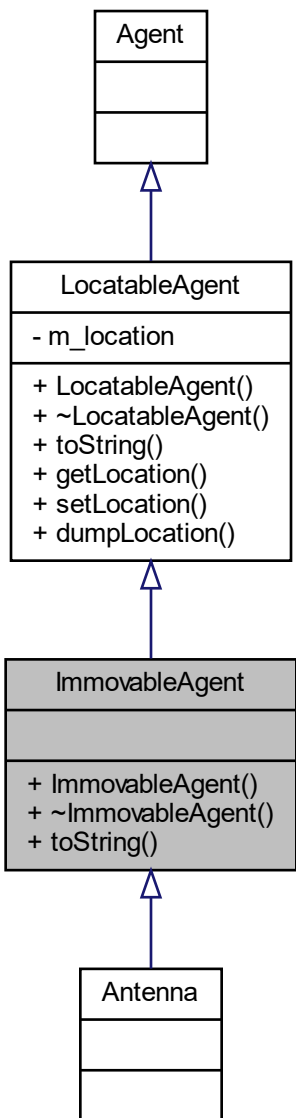 Agent
LocatableAgent
- m_location
+ LocatableAgent()
+ ~LocatableAgent()
+ toString()
+ getLocation()
+ setLocation()
+ dumpLocation()
ImmovableAgent
+ ImmovableAgent()
+ ~ImmovableAgent()
+ toString()
Antenna